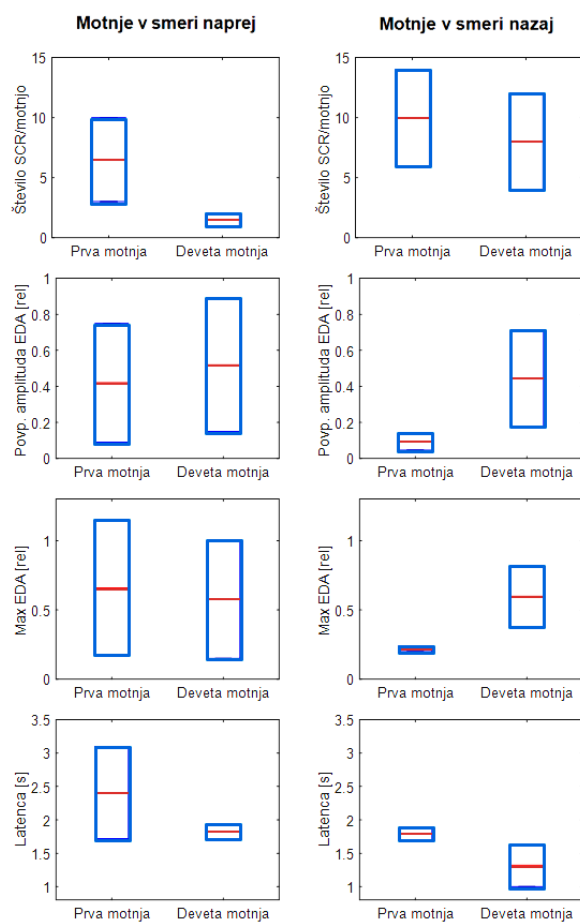 Motnje v smeri naprej
Motnje v smeri nazaj
Število SCR/motnjo
15
10
5
0
Prva motnja
Deveta motnja
Število SCR/motnjo
15
10
5
0
Prva motnja
Deveta motnja
Povp. amplituda EDA [rel]
1
0.8
0.6
0.4
0.2
0
Prva motnja
Deveta motnja
Povp. amplituda EDA [rel]
1
0.8
0.6
0.4
0.2
0
Prva motnja
Deveta motnja
Max EDA [rel]
1
0.5
0
Prva motnja
Deveta motnja
Max EDA [rel]
1
0.5
0
Prva motnja
Deveta motnja
Latenca [s]
3.5
3
2.5
2
1.5
1
Prva motnja
Deveta motnja
Latenca [s]
3.5
3
2.5
2
1.5
1
Prva motnja
Deveta motnja